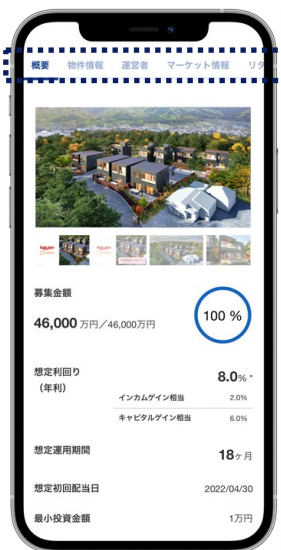 概要 物件情報 運営者 マーケット情報 リタ
募集金額
46,000 万円／46,000万円
100 %
想定利回り
（年利）
8.0% *
インカムゲイン相当 2.0%
キャピタルゲイン相当 6.0%
想定運用期間
18ヶ月
想定初回配当日 2022/04/30
最小投資金額 1万円